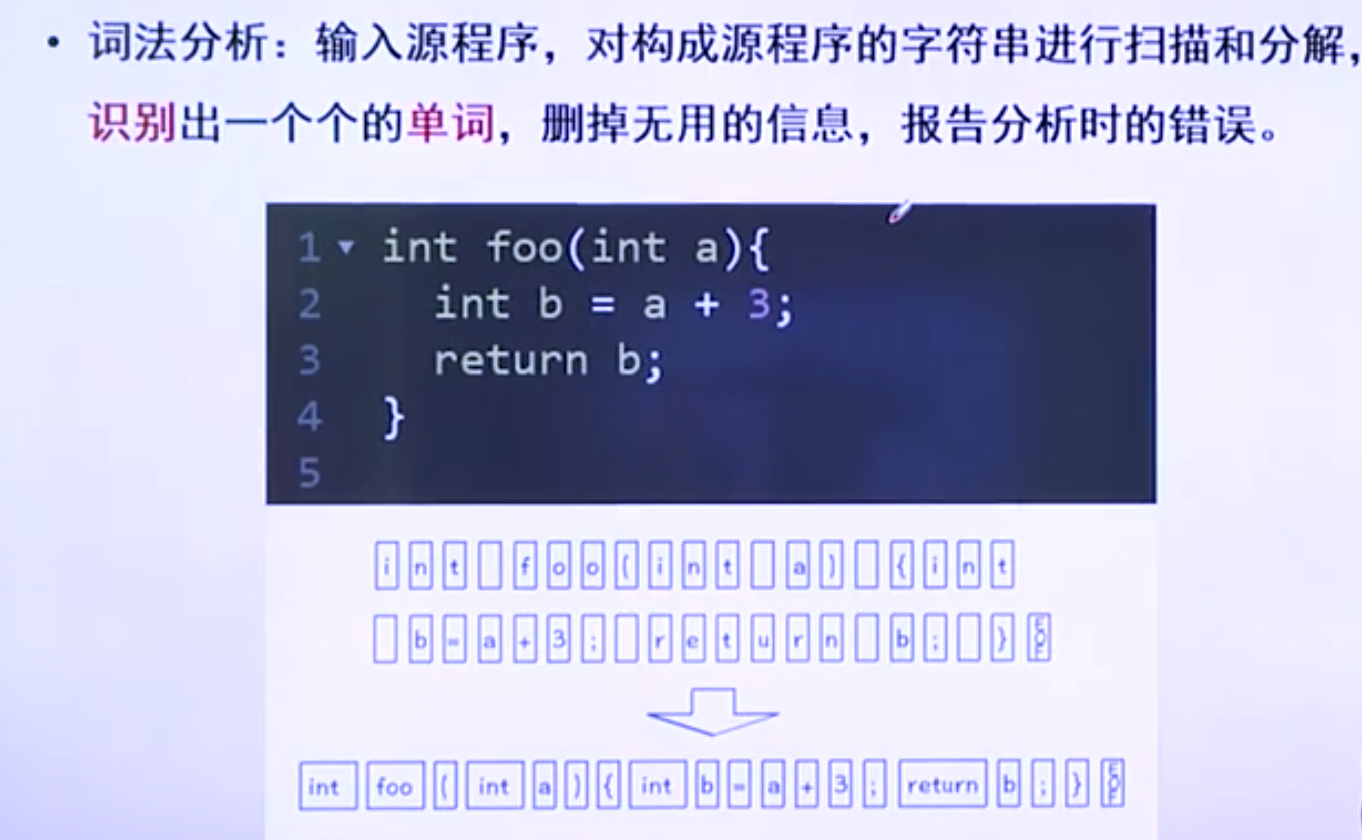 • 词法分析：输入源程序，对构成源程序的字符串进行扫描和分解，
识别出一个个的单词，删掉无用的信息，报告分析时的错误。
1 int foo(int a){
2 int b = a + 3;
3 return b;
4 }
5
i n t f o o ( i n t a ) { i n t
b = a + 3 ; r e t u r n b ; } EOF
int foo ( int a ) { int b = a + 3 ; return b ; } EOF